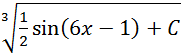 ∛(1/2 sin(6x − 1) + C)